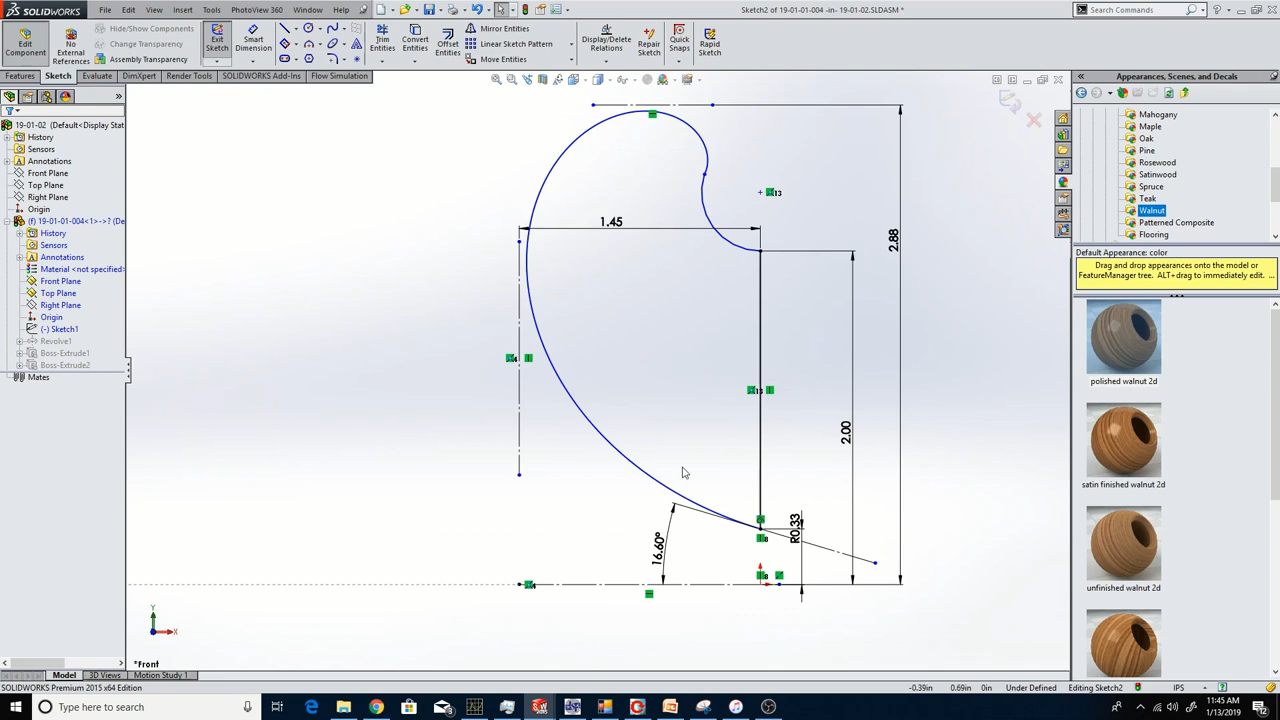 SOLIDWORKS File Edit View Insert Tools PhotoView 360 Window Help
Sketch2 of 19-01-01-004 -in- 19-01-02.SLDASM *
Search Commands
Edit Component
No External References
Hide/Show Components
Change Transparency
Assembly Transparency
Exit Sketch
Smart Dimension
Trim Entities
Convert Entities
Offset Entities
Mirror Entities
Linear Sketch Pattern
Move Entities
Display/Delete Relations
Repair Sketch
Quick Snaps
Rapid Sketch
Features Sketch Evaluate DimXpert Render Tools SOLIDWORKS Add-Ins Flow Simulation
Appearances, Scenes, and Decals
19-01-02 (Default<Display Stat
History
Sensors
Annotations
Front Plane
Top Plane
Right Plane
Origin
(f) 19-01-01-004<1>->? (De
History
Sensors
Annotations
Material <not specified>
Front Plane
Top Plane
Right Plane
Origin
(-) Sketch1
Revolve1
Boss-Extrude1
Boss-Extrude2
Mates
1.45
2.88
2.00
R0.33
16.60°
13
13
4
4
8
8
Y
X
*Front
Mahogany
Maple
Oak
Pine
Rosewood
Satinwood
Spruce
Teak
Walnut
Patterned Composite
Flooring
Default Appearance: color
Drag and drop appearances onto the model or
FeatureManager tree. ALT+drag to immediately edit. ...
polished walnut 2d
satin finished walnut 2d
unfinished walnut 2d
Model 3D Views Motion Study 1
SOLIDWORKS Premium 2015 x64 Edition
-0.39in 0.69in 0in Under Defined Editing Sketch2 IPS
Type here to search
11:45 AM
1/13/2019
12